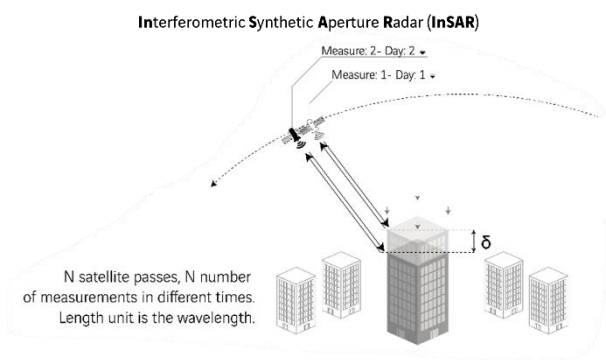 Interferometric Synthetic Aperture Radar (InSAR)
Measure: 2- Day: 2
Measure: 1- Day: 1
δ
N satellite passes, N number
of measurements in different times.
Length unit is the wavelength.